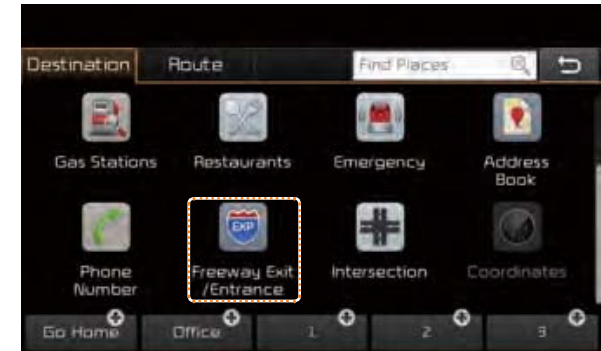 Destination Route Find Places
Gas Stations Restaurants Emergency Address
Book
EXP
Phone Freeway Exit Intersection Coordinates
Number /Entrance
Go Home Office 1 2 3